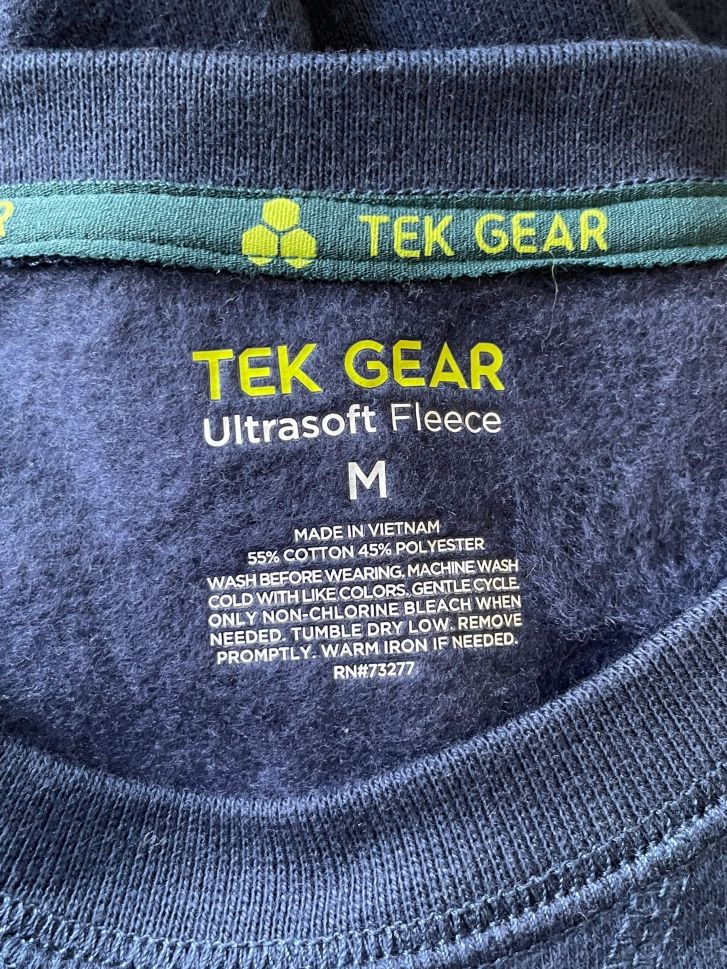 R
TEK GEAR
TEK GEAR
Ultrasoft Fleece
M
MADE IN VIETNAM
55% COTTON 45% POLYESTER
WASH BEFORE WEARING, MACHINE WASH
COLD WITH LIKE COLORS, GENTLE CYCLE.
ONLY NON-CHLORINE BLEACH WHEN
NEEDED. TUMBLE DRY LOW. REMOVE
PROMPTLY. WARM IRON IF NEEDED.
RN#73277